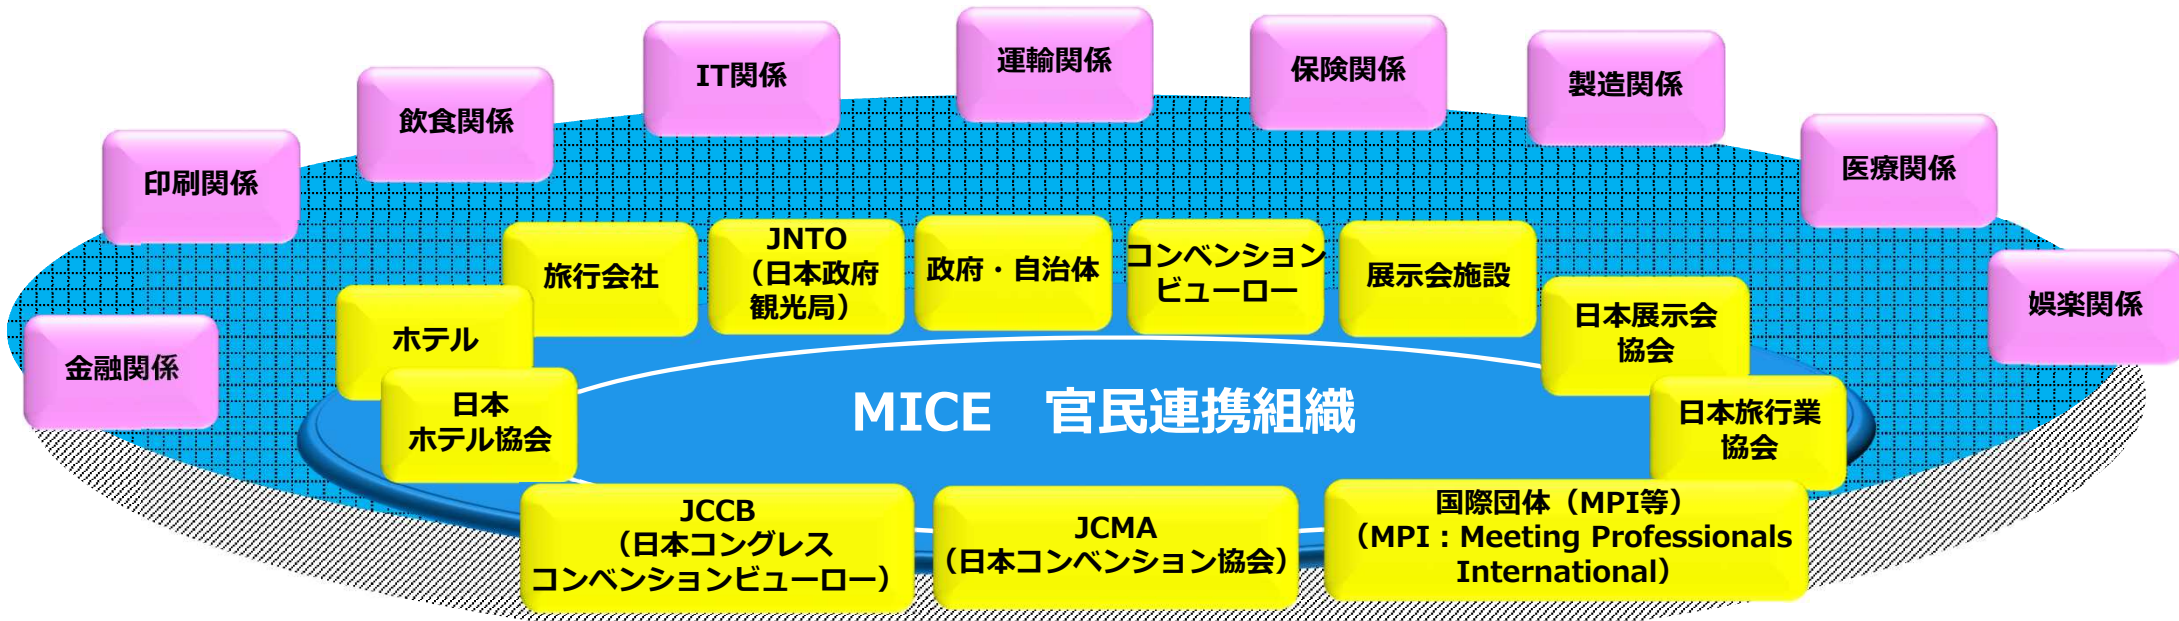 運輸関係
IT関係
保険関係
製造関係
飲食関係
医療関係
印刷関係
娯楽関係
金融関係
旅行会社
JNTO
（日本政府
観光局）
政府・自治体
コンベンション
ビューロー
展示会施設
ホテル
日本展示会
協会
日本
ホテル協会
MICE　官民連携組織
日本旅行業
協会
JCCB
（日本コングレス
コンベンションビューロー）
JCMA
（日本コンベンション協会）
国際団体（MPI等）
（MPI：Meeting Professionals
International）